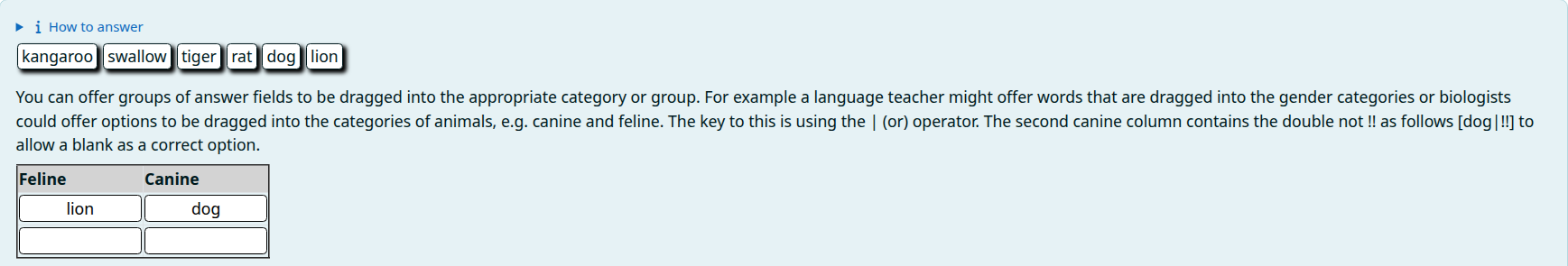 ▶ i How to answer
kangaroo swallow tiger rat dog lion
You can offer groups of answer fields to be dragged into the appropriate category or group. For example a language teacher might offer words that are dragged into the gender categories or biologists
could offer options to be dragged into the categories of animals, e.g. canine and feline. The key to this is using the | (or) operator. The second canine column contains the double not !! as follows [dog|!!] to
allow a blank as a correct option.
Feline Canine
lion dog